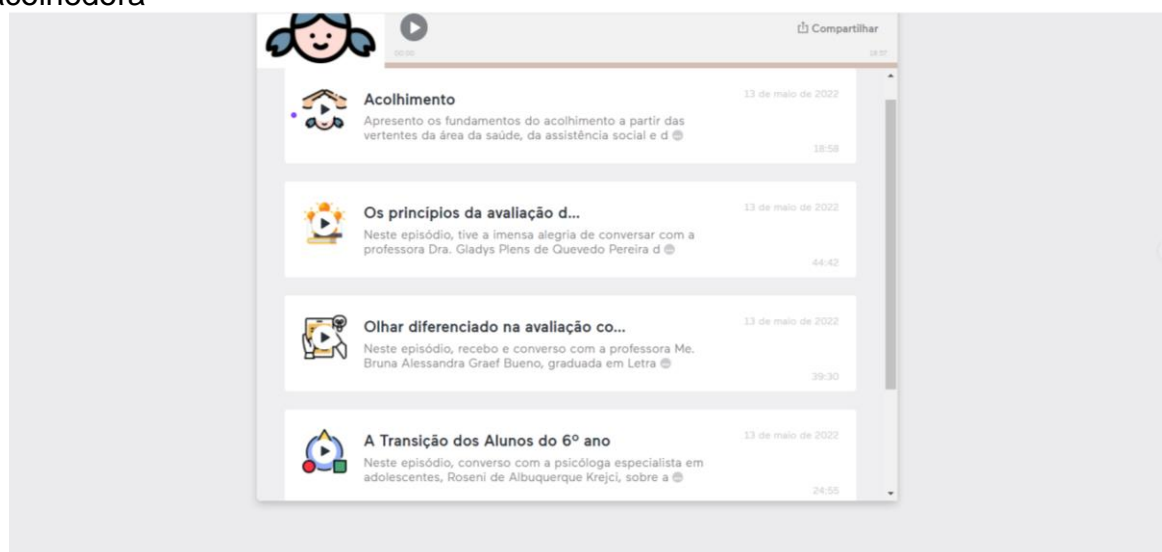 acolhedora
Compartilhar
00:00
18:57
Acolhimento
13 de maio de 2022
Apresento os fundamentos do acolhimento a partir das
vertentes da área da saúde, da assistência social e d
18:58
Os princípios da avaliação d...
13 de maio de 2022
Neste episódio, tive a imensa alegria de conversar com a
professora Dra. Gladys Plens de Quevedo Pereira d
44:42
Olhar diferenciado na avaliação co...
13 de maio de 2022
Neste episódio, recebo e converso com a professora Me.
Bruna Alessandra Graef Bueno, graduada em Letra
39:30
A Transição dos Alunos do 6º ano
13 de maio de 2022
Neste episódio, converso com a psicóloga especialista em
adolescentes, Roseni de Albuquerque Krejci, sobre a
24:55